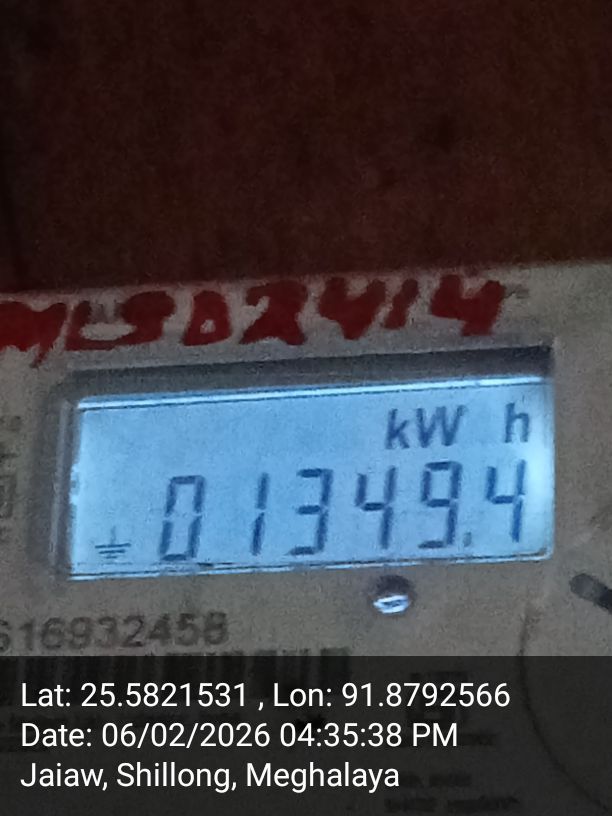 MLSD2414
kW h
01349.4
S16932458
Lat: 25.5821531 , Lon: 91.8792566
Date: 06/02/2026 04:35:38 PM
Jaiaw, Shillong, Meghalaya